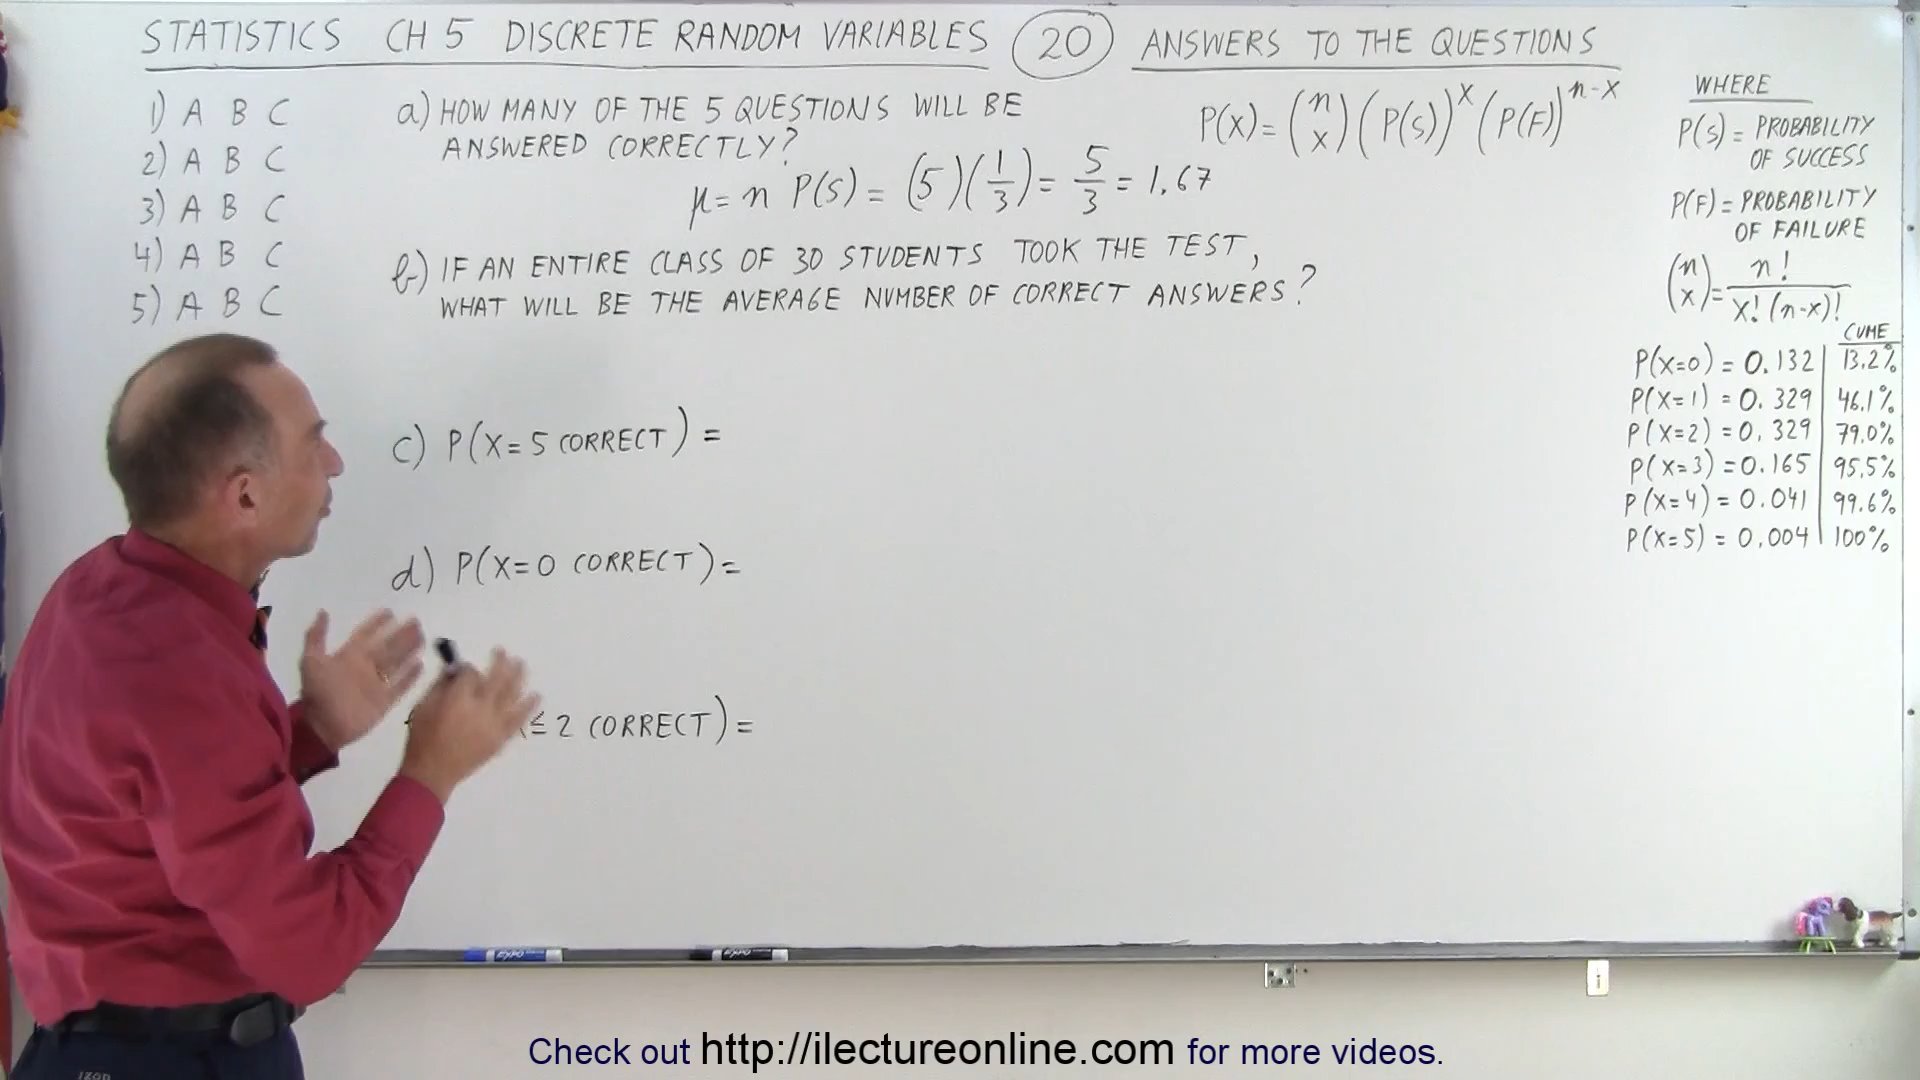 STATISTICS CH 5 DISCRETE RANDOM VARIABLES 20 ANSWERS TO THE QUESTIONS
1) A B C
2) A B C
3) A B C
4) A B C
5) A B C
a) HOW MANY OF THE 5 QUESTIONS WILL BE
ANSWERED CORRECTLY?
μ = n P(S) = (5)(1/3) = 5/3 = 1.67
b) IF AN ENTIRE CLASS OF 30 STUDENTS TOOK THE TEST,
WHAT WILL BE THE AVERAGE NUMBER OF CORRECT ANSWERS?
c) P(X=5 CORRECT) =
d) P(X=0 CORRECT) =
≤ 2 CORRECT) =
P(X) = (n x) (P(S))^x (P(F))^n-x
WHERE
P(S) = PROBABILITY
OF SUCCESS
P(F) = PROBABILITY
OF FAILURE
(n x) = n! / x! (n-x)!
CUME
P(X=0) = 0.132 | 13.2%
P(X=1) = 0.329 | 46.1%
P(X=2) = 0.329 | 79.0%
P(X=3) = 0.165 | 95.5%
P(X=4) = 0.041 | 99.6%
P(X=5) = 0.004 | 100%
EXPO
EXPO
IZOD
Check out http://ilectureonline.com for more videos.